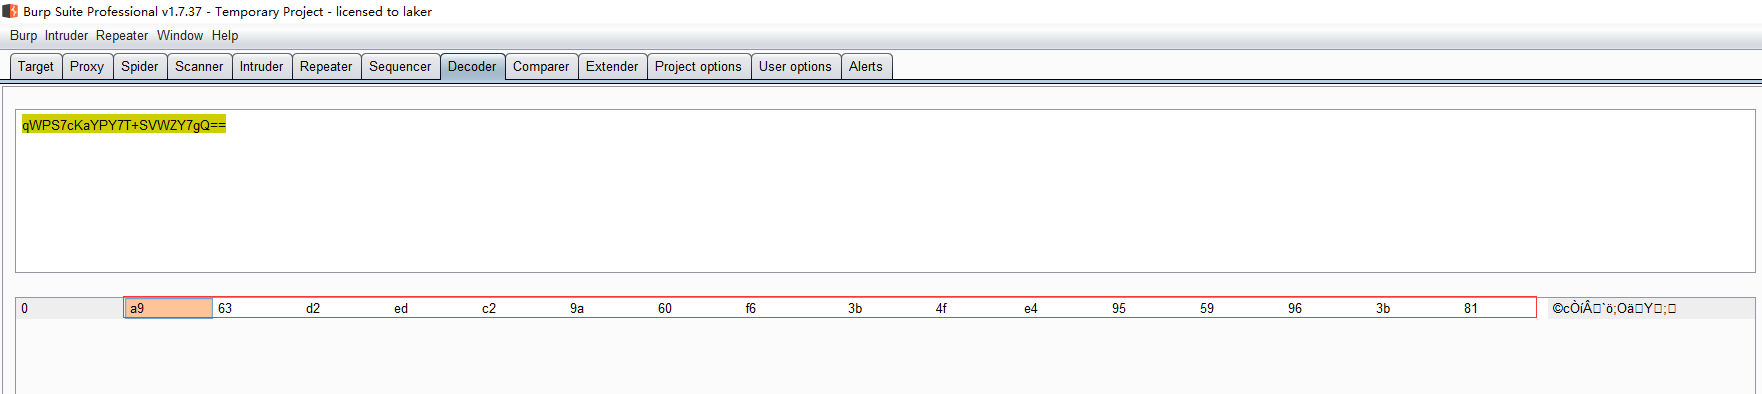 Burp Suite Professional v1.7.37 - Temporary Project - licensed to laker
Burp Intruder Repeater Window Help
Target Proxy Spider Scanner Intruder Repeater Sequencer Decoder Comparer Extender Project options User options Alerts
qWPS7cKaYPY7T+SVWZY7gQ==
0 a9 63 d2 ed c2 9a 60 f6 3b 4f e4 95 59 96 3b 81 ©cÒíÂ□`ö;Oä□Y□;□